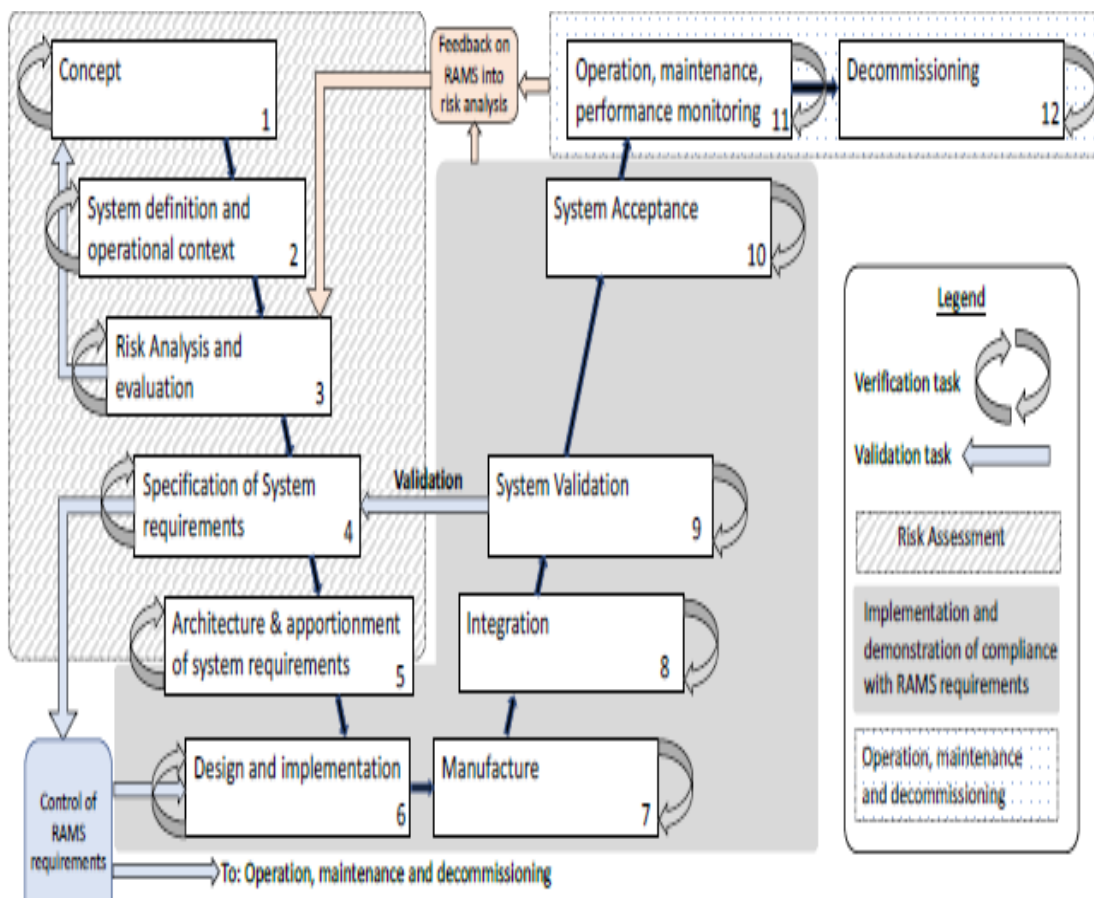 Concept
1
System definition and
operational context
2
Risk Analysis and
evaluation
3
Specification of System
requirements
4
Architecture & apportionment
of system requirements
5
Design and implementation
6
Manufacture
7
Integration
8
System Validation
9
Validation
System Acceptance
10
Operation, maintenance,
performance monitoring
11
Decommissioning
12
Feedback on
RAMS into
risk analysis
Control of
RAMS
requirements
To: Operation, maintenance and decommissioning
Legend
Verification task
Validation task
Risk Assessment
Implementation and
demonstration of compliance
with RAMS requirements
Operation, maintenance
and decommissioning